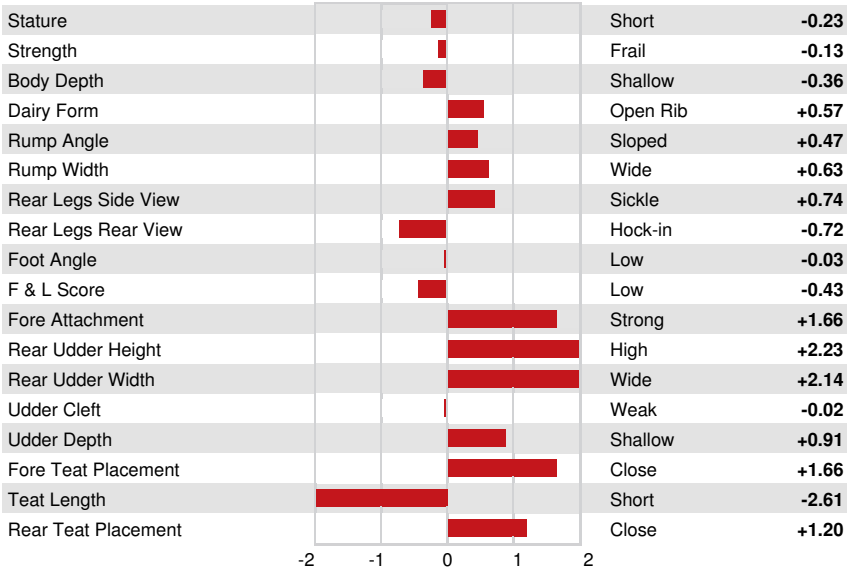 Stature Short -0.23
Strength Frail -0.13
Body Depth Shallow -0.36
Dairy Form Open Rib +0.57
Rump Angle Sloped +0.47
Rump Width Wide +0.63
Rear Legs Side View Sickle +0.74
Rear Legs Rear View Hock-in -0.72
Foot Angle Low -0.03
F & L Score Low -0.43
Fore Attachment Strong +1.66
Rear Udder Height High +2.23
Rear Udder Width Wide +2.14
Udder Cleft Weak -0.02
Udder Depth Shallow +0.91
Fore Teat Placement Close +1.66
Teat Length Short -2.61
Rear Teat Placement Close +1.20
-2 -1 0 1 2